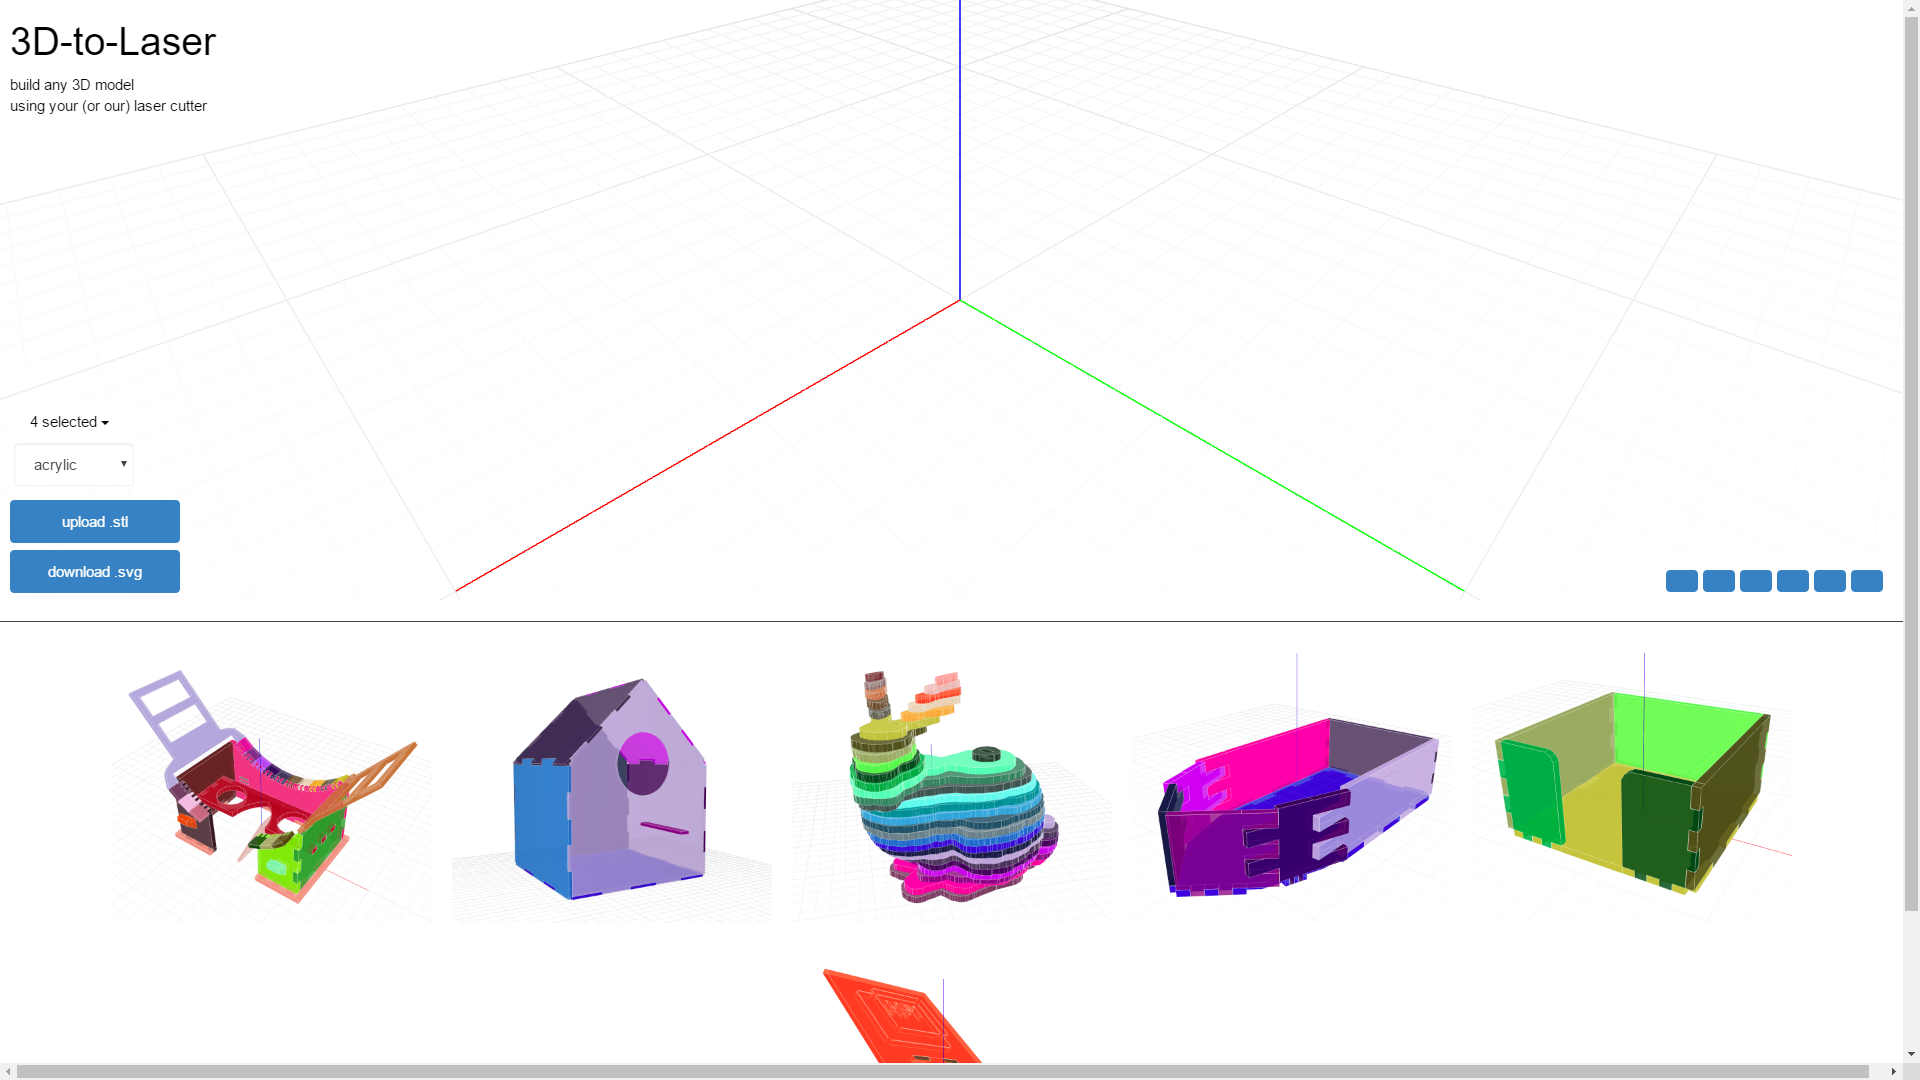 3D-to-Laser
build any 3D model
using your (or our) laser cutter
4 selected
acrylic
upload .stl
download .svg